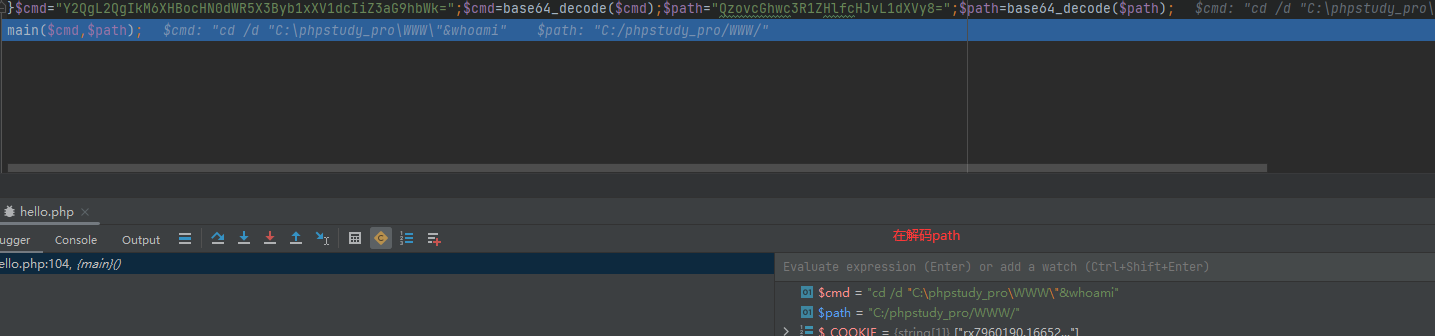 }$cmd="Y2QgL2QgIkM6XHBocHN0dWR5X3Byb1xXV1dcIiZ3aG9hbWk=";$cmd=base64_decode($cmd);$path="QzovcGhwc3R1ZHlfcHJvL1dXVy8=";$path=base64_decode($path);   $cmd: "cd /d "C:\phpstudy_pro\
main($cmd,$path);   $cmd: "cd /d "C:\phpstudy_pro\WWW\"&whoami"    $path: "C:/phpstudy_pro/WWW/"
hello.php ×
ugger Console Output
在解码path
ello.php:104, {main}()
Evaluate expression (Enter) or add a watch (Ctrl+Shift+Enter)
01 $cmd = "cd /d "C:\phpstudy_pro\WWW\"&whoami"
01 $path = "C:/phpstudy_pro/WWW/"
$_COOKIE = {string[1]} ["rx7960190.16652..."]